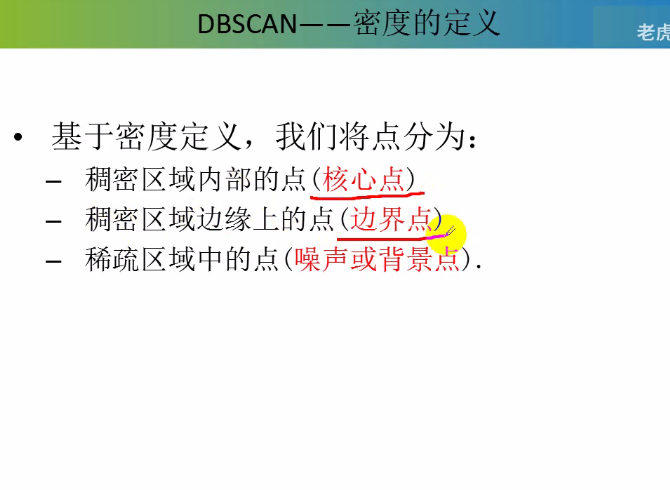 DBSCAN——密度的定义
老虎
• 基于密度定义，我们将点分为：
– 稠密区域内部的点(核心点)
– 稠密区域边缘上的点(边界点)
– 稀疏区域中的点(噪声或背景点).